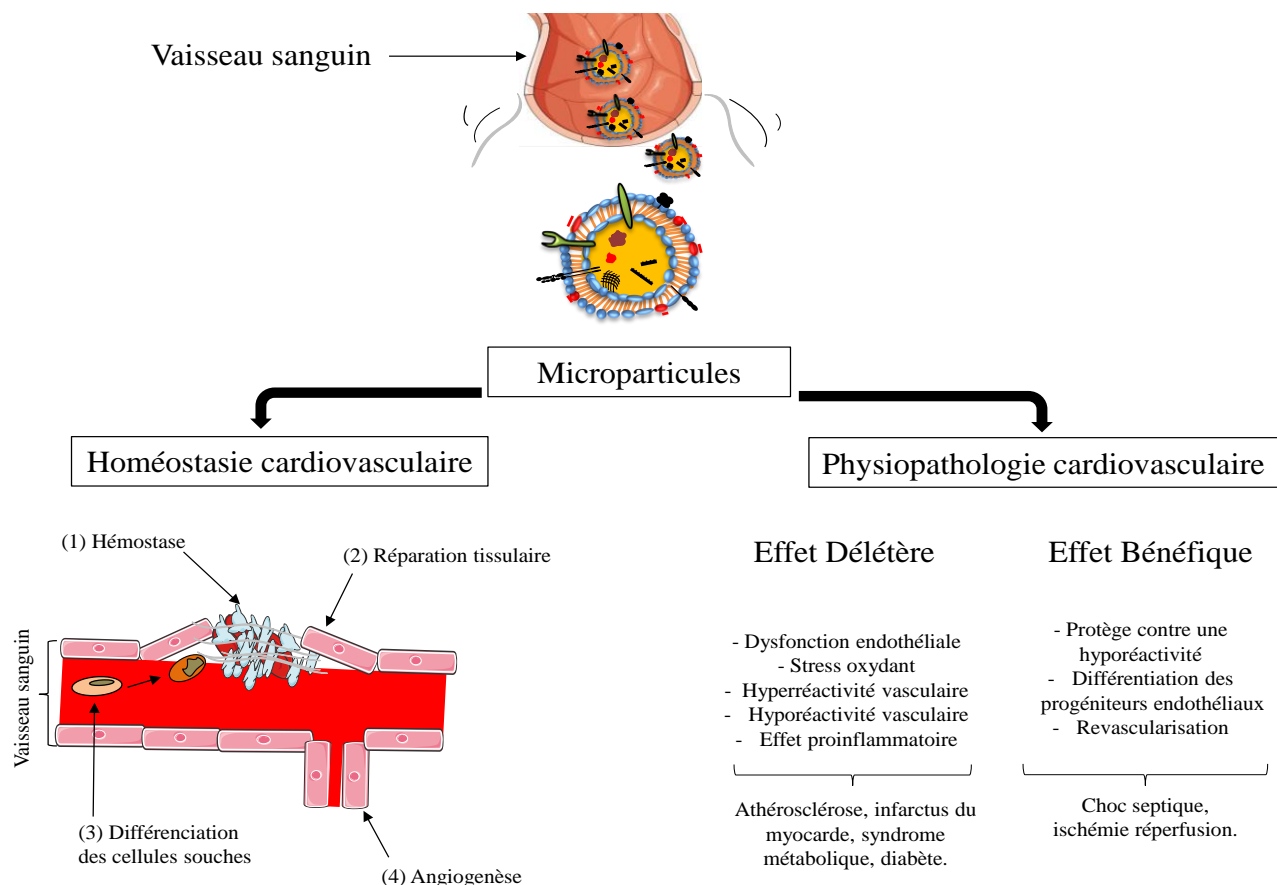 Vaisseau sanguin
Microparticules
Homéostasie cardiovasculaire
Physiopathologie cardiovasculaire
(1) Hémostase
(2) Réparation tissulaire
Vaisseau sanguin
(3) Différenciation
des cellules souches
(4) Angiogenèse
Effet Délétère
- Dysfonction endothéliale
- Stress oxydant
- Hyperréactivité vasculaire
- Hyporéactivité vasculaire
- Effet proinflammatoire
Athérosclérose, infarctus du
myocarde, syndrome
métabolique, diabète.
Effet Bénéfique
- Protège contre une
hyporéactivité
- Différentiation des
progéniteurs endothéliaux
- Revascularisation
Choc septique,
ischémie réperfusion.